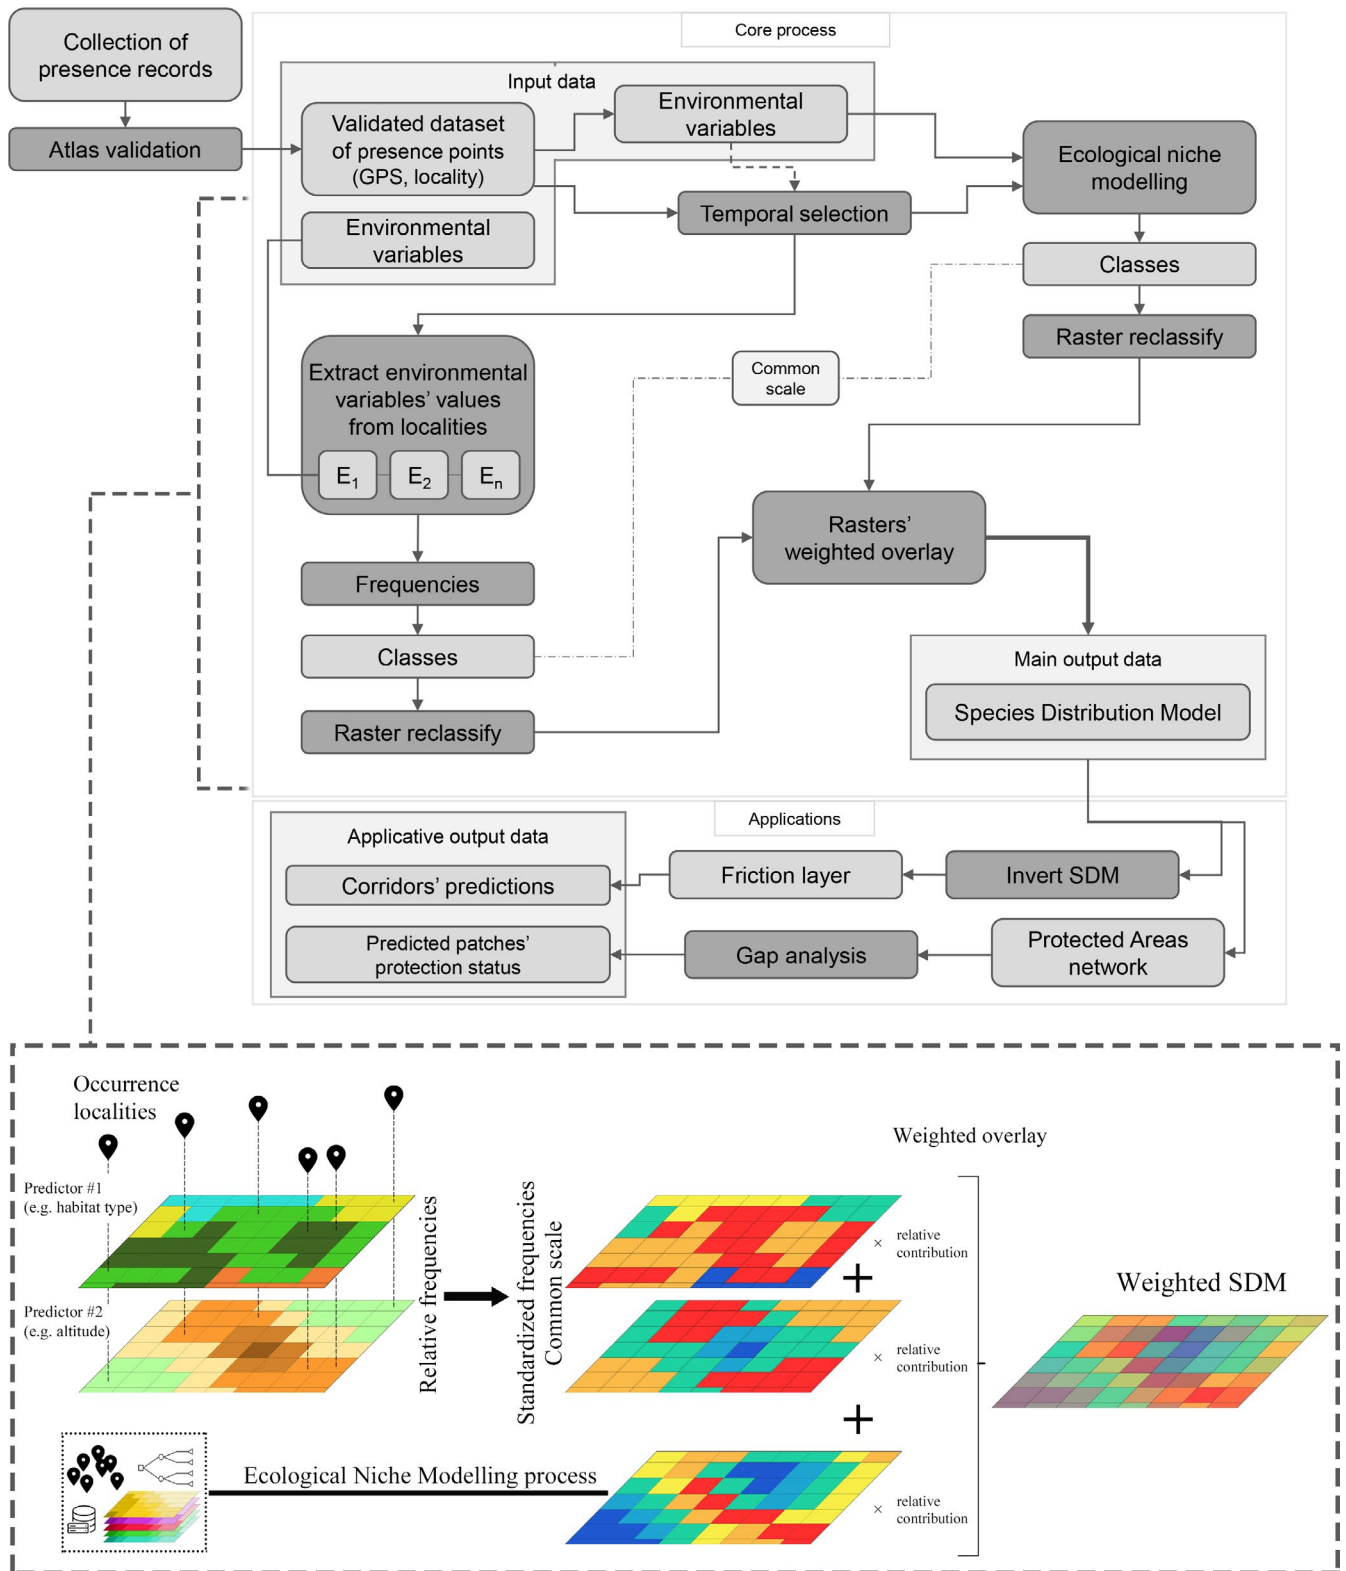 Collection of
presence records
Atlas validation
Core process
Input data
Validated dataset
of presence points
(GPS, locality)
Environmental
variables
Environmental
variables
Temporal selection
Ecological niche
modelling
Classes
Raster reclassify
Extract environmental
variables’ values
from localities
E1 E2 En
Common
scale
Frequencies
Classes
Raster reclassify
Rasters’
weighted overlay
Main output data
Species Distribution Model
Applications
Applicative output data
Corridors’ predictions
Friction layer
Invert SDM
Predicted patches’
protection status
Gap analysis
Protected Areas
network
Occurrence
localities
Predictor #1
(e.g. habitat type)
Predictor #2
(e.g. altitude)
Relative frequencies
Standardized frequencies
Common scale
Weighted overlay
× relative
contribution
+
× relative
contribution
+
× relative
contribution
Weighted SDM
Ecological Niche Modelling process